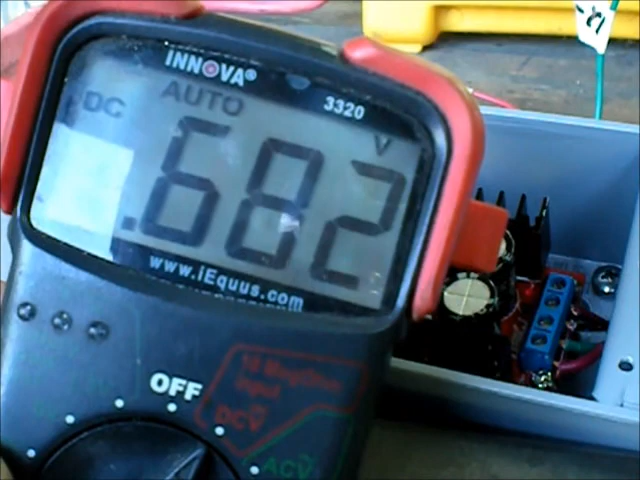 INNOVA®
3320
AUTO
DC
V
.682
www.iEquus.com
OFF
10 MegOhm
Input
DCV
ACV